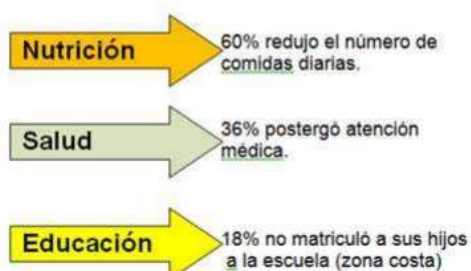 Nutrición
60% redujo el número de
comidas diarias.
Salud
36% postergó atención
médica.
Educación
18% no matriculó a sus hijos
a la escuela (zona costa)